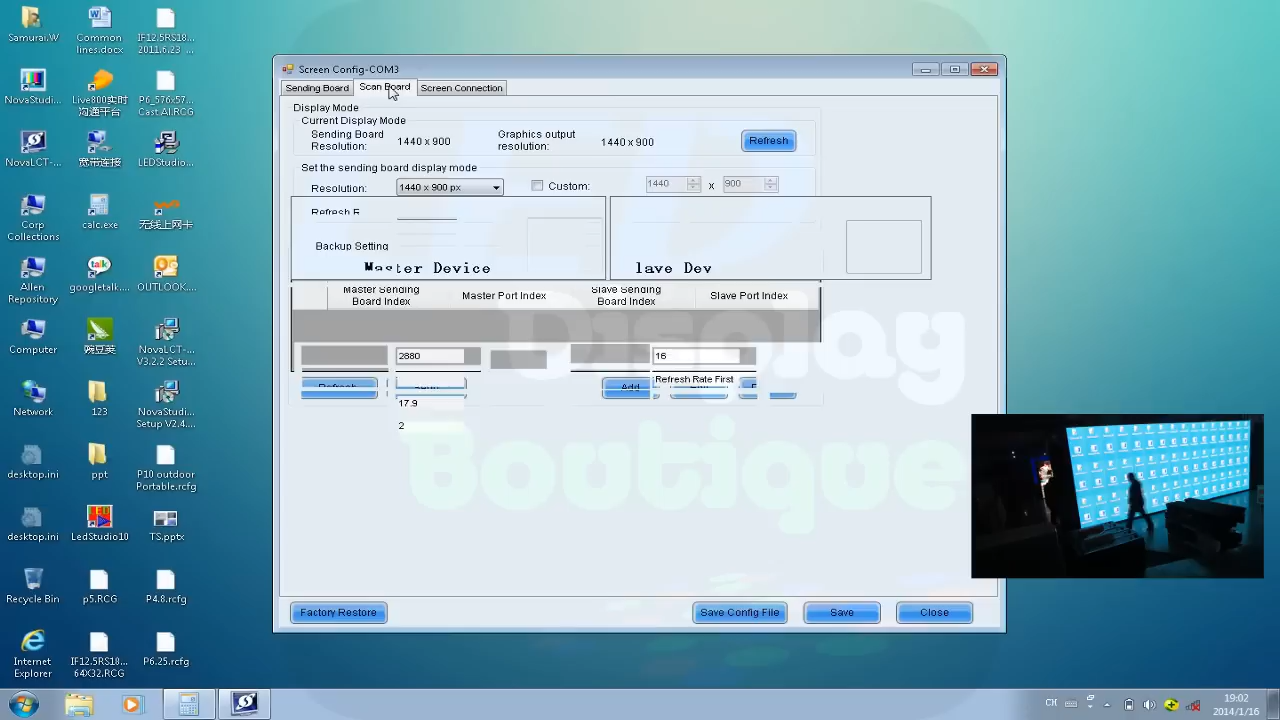 Samurai.W
Common lines.docx
IF12.5RS18... 2011.6.23 ...
NovaStudi...
Live800实时沟通平台
P6_576x57... Cast Al.RCG
NovaLCT-...
宽带连接
LEDStudio...
Corp Collections
calc.exe
无线上网卡
Allen Repository
googletalk....
OUTLOOK....
Computer
豌豆荚
NovaLCT-... V3.2.2 Setu...
Network
123
NovaStudi... Setup V2.4....
desktop.ini
ppt
P10 outdoor Portable.rcfg
desktop.ini
LedStudio10
TS.pptx
Recycle Bin
p5.RCG
P4.8.rcfg
Internet Explorer
IF12.5RS18... 64X32.RCG
P6.25.rcfg
Screen Config-COM3
Sending Board
Scan Board
Screen Connection
Display Mode
Current Display Mode
Sending Board Resolution:
1440 x 900
Graphics output resolution:
1440 x 900
Refresh
Set the sending board display mode
Resolution:
1440 x 900 px
Custom:
1440
x
900
Backup Setting
Master Device
lave Dev
Master Sending Board Index
Master Port Index
Slave Sending Board Index
Slave Port Index
2880
16
Refresh Rate First
Refresh
Add
17.9
2
Display
boutique
Factory Restore
Save Config File
Save
Close
CH
19:02
2014/1/16